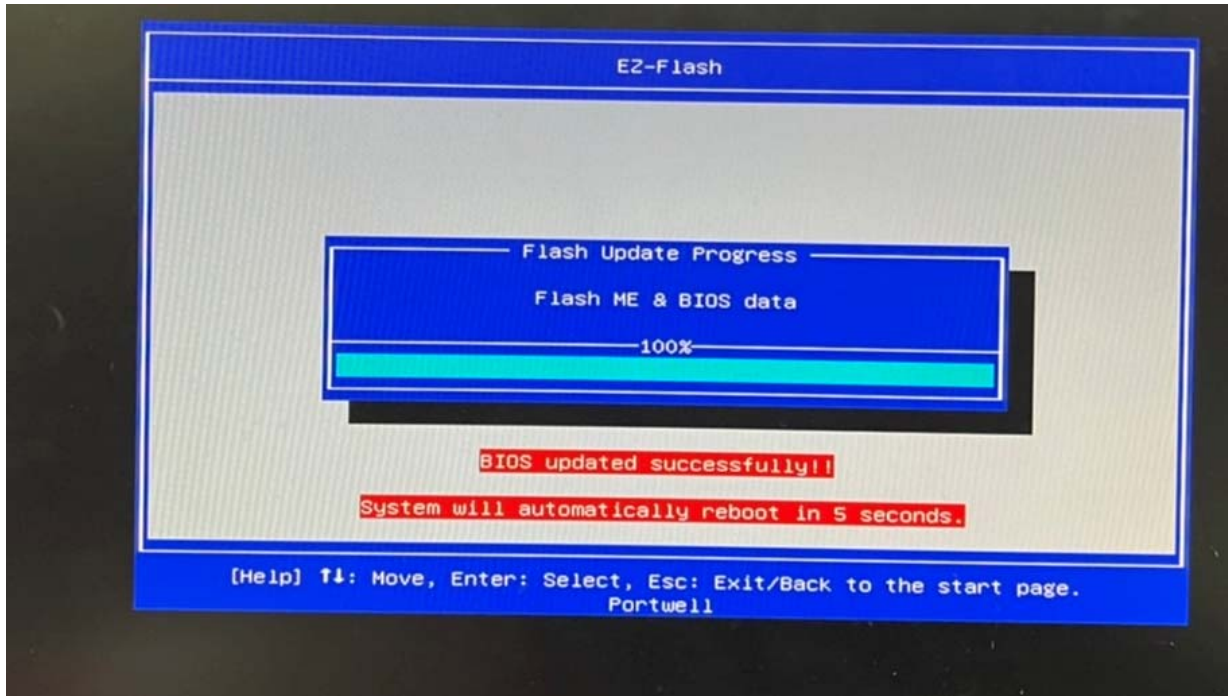 EZ-Flash
Flash Update Progress
Flash ME & BIOS data
100%
BIOS updated successfully!!
System will automatically reboot in 5 seconds.
[Help] ↑↓: Move, Enter: Select, Esc: Exit/Back to the start page.
Portwell